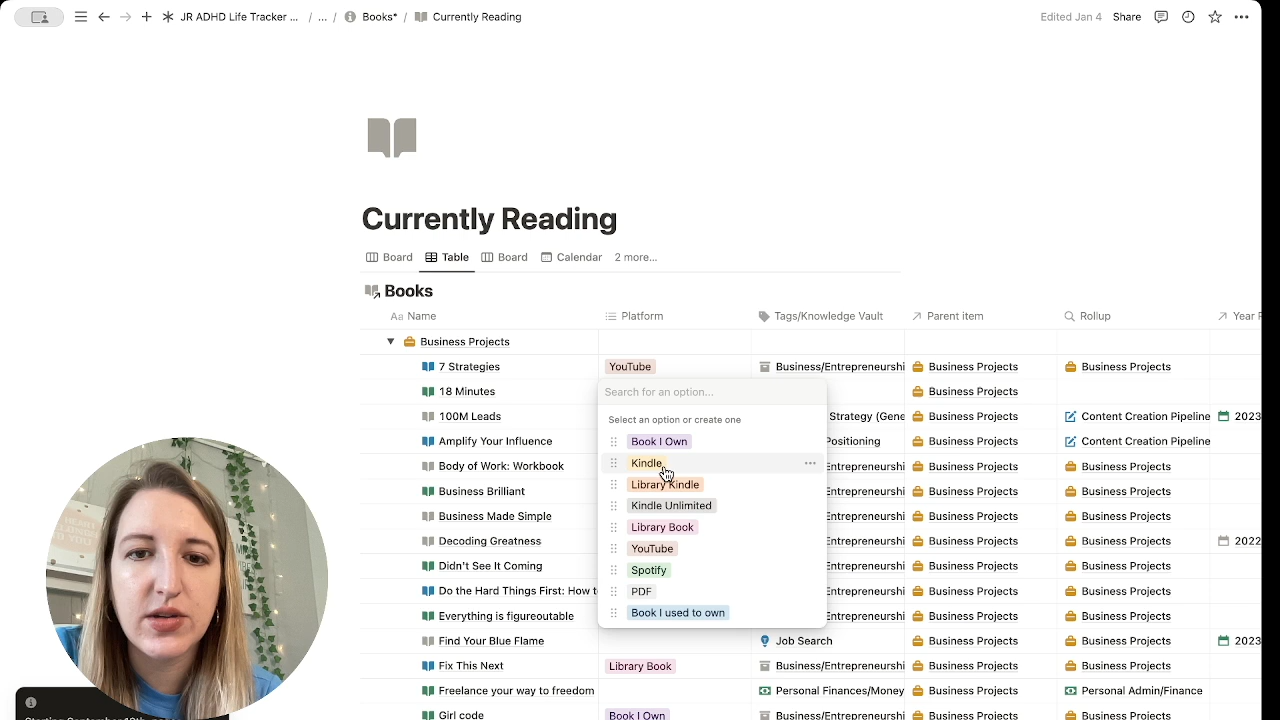 JR ADHD Life Tracker ... / ... / Books* / Currently Reading
Edited Jan 4 Share
Currently Reading
Board Table Board Calendar 2 more...
Books
Aa Name Platform Tags/Knowledge Vault Parent item Rollup Year
Business Projects
7 Strategies YouTube Business/Entrepreneurshi Business Projects Business Projects
18 Minutes Search for an option... Business Projects
100M Leads Strategy (Gene Business Projects Content Creation Pipeline 2023
Select an option or create one
Amplify Your Influence Book I Own Positioning Business Projects Content Creation Pipeline
Body of Work: Workbook Kindle Entrepreneurshi Business Projects Business Projects
Business Brilliant Library Kindle Entrepreneurshi Business Projects Business Projects
Business Made Simple Kindle Unlimited Entrepreneurshi Business Projects Business Projects
Decoding Greatness Library Book Entrepreneurshi Business Projects Business Projects 2022
YouTube
Didn't See It Coming Spotify Entrepreneurshi Business Projects Business Projects
Do the Hard Things First: How t PDF Entrepreneurshi Business Projects Business Projects
Everything is figureoutable Book I used to own Entrepreneurshi Business Projects Business Projects
Find Your Blue Flame Job Search Business Projects Business Projects 2023
Fix This Next Library Book Business/Entrepreneurshi Business Projects Business Projects
Freelance your way to freedom Personal Finances/Money Business Projects Personal Admin/Finance
Girl code Book I Own Business/Entrepreneurshi Business Projects Business Projects